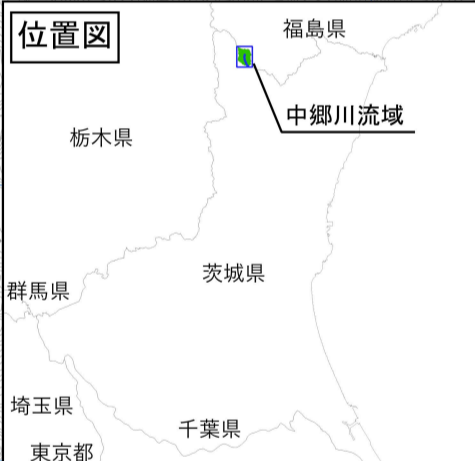 位置図
福島県
中郷川流域
栃木県
茨城県
群馬県
埼玉県
千葉県
東京都